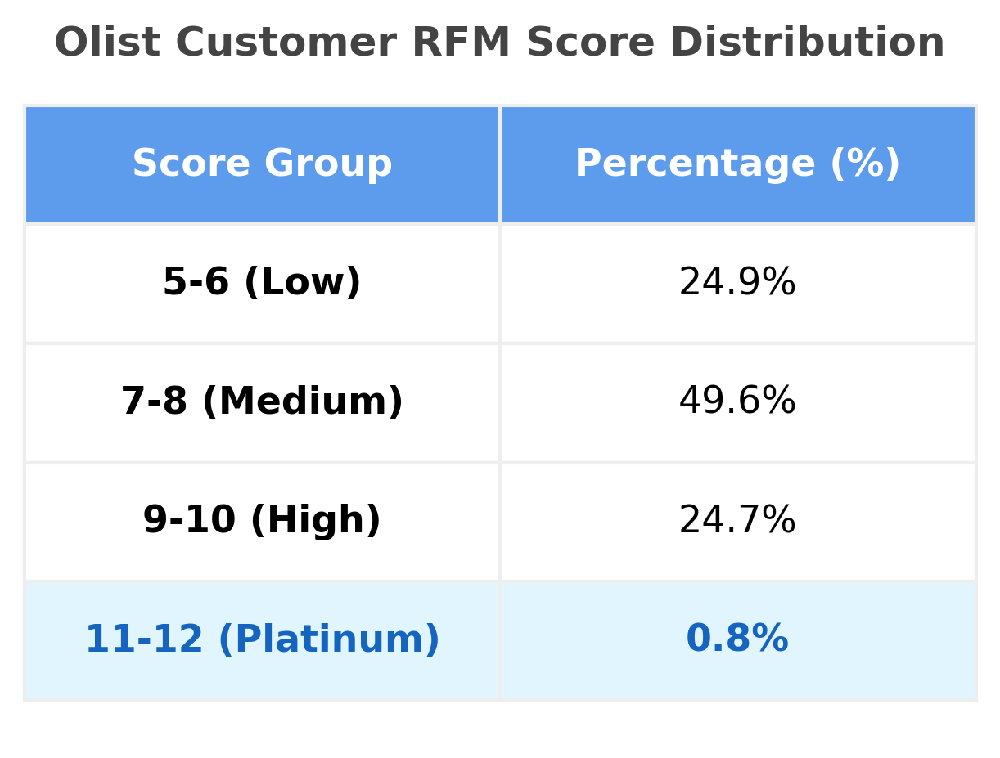 Olist Customer RFM Score Distribution
Score Group Percentage (%)
5-6 (Low) 24.9%
7-8 (Medium) 49.6%
9-10 (High) 24.7%
11-12 (Platinum) 0.8%